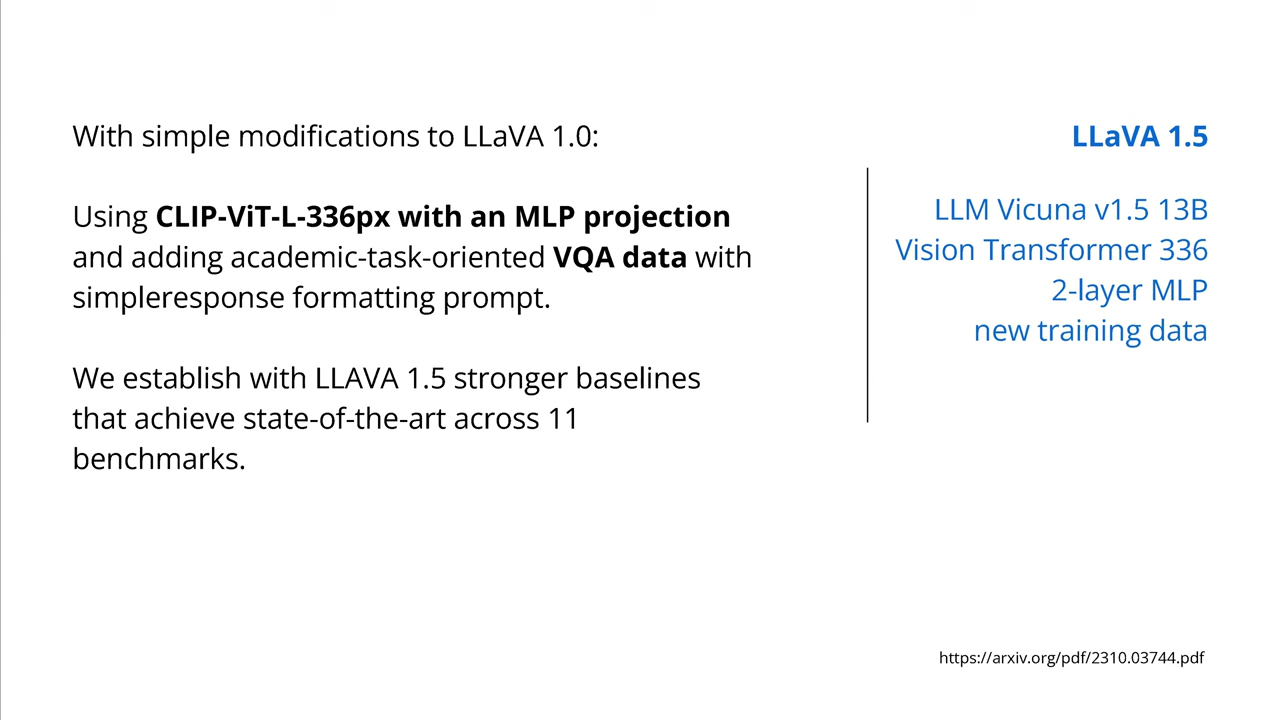 With simple modifications to LLaVA 1.0:
Using CLIP-ViT-L-336px with an MLP projection
and adding academic-task-oriented VQA data with
simpleresponse formatting prompt.
We establish with LLAVA 1.5 stronger baselines
that achieve state-of-the-art across 11
benchmarks.
LLaVA 1.5
LLM Vicuna v1.5 13B
Vision Transformer 336
2-layer MLP
new training data
https://arxiv.org/pdf/2310.03744.pdf